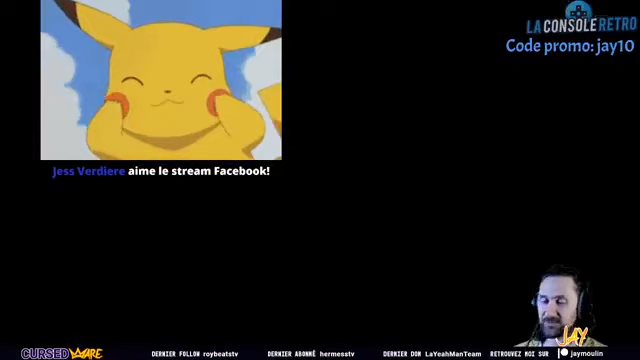 LA CONSOLE RETRO
Code promo: jay10
Jess Verdiere aime le stream Facebook!
JAY
CURSED WARE
DERNIER FOLLOW roybeatstv
DERNIER ABONNÉ hermesstv
DERNIER DON LaYeahManTeam
RETROUVEZ MOI SUR jaymoulin